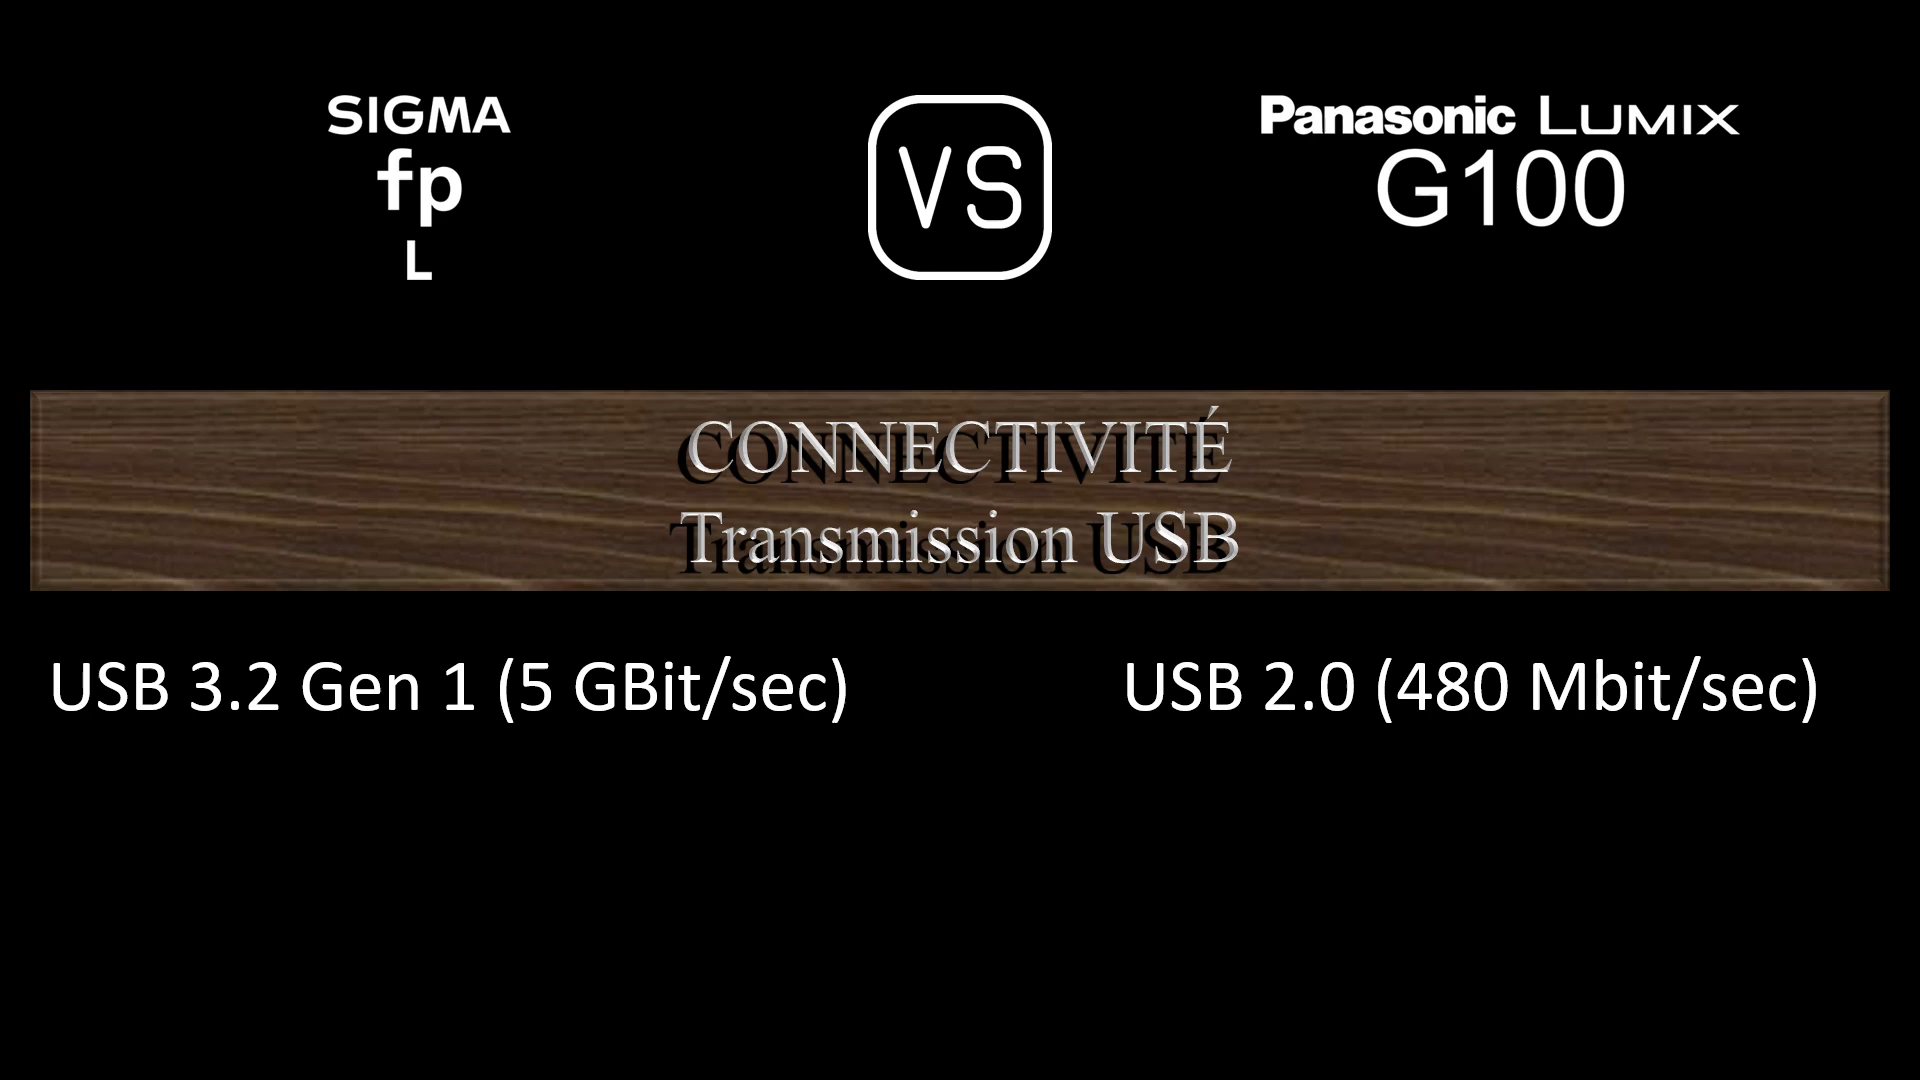 SIGMA
fp
L
VS
Panasonic LUMIX
G100
CONNECTIVITÉ
Transmission USB
USB 3.2 Gen 1 (5 GBit/sec)
USB 2.0 (480 Mbit/sec)